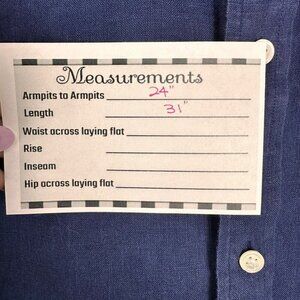 Measurements
Armpits to Armpits 24"
Length 31"
Waist across laying flat
Rise
Inseam
Hip across laying flat